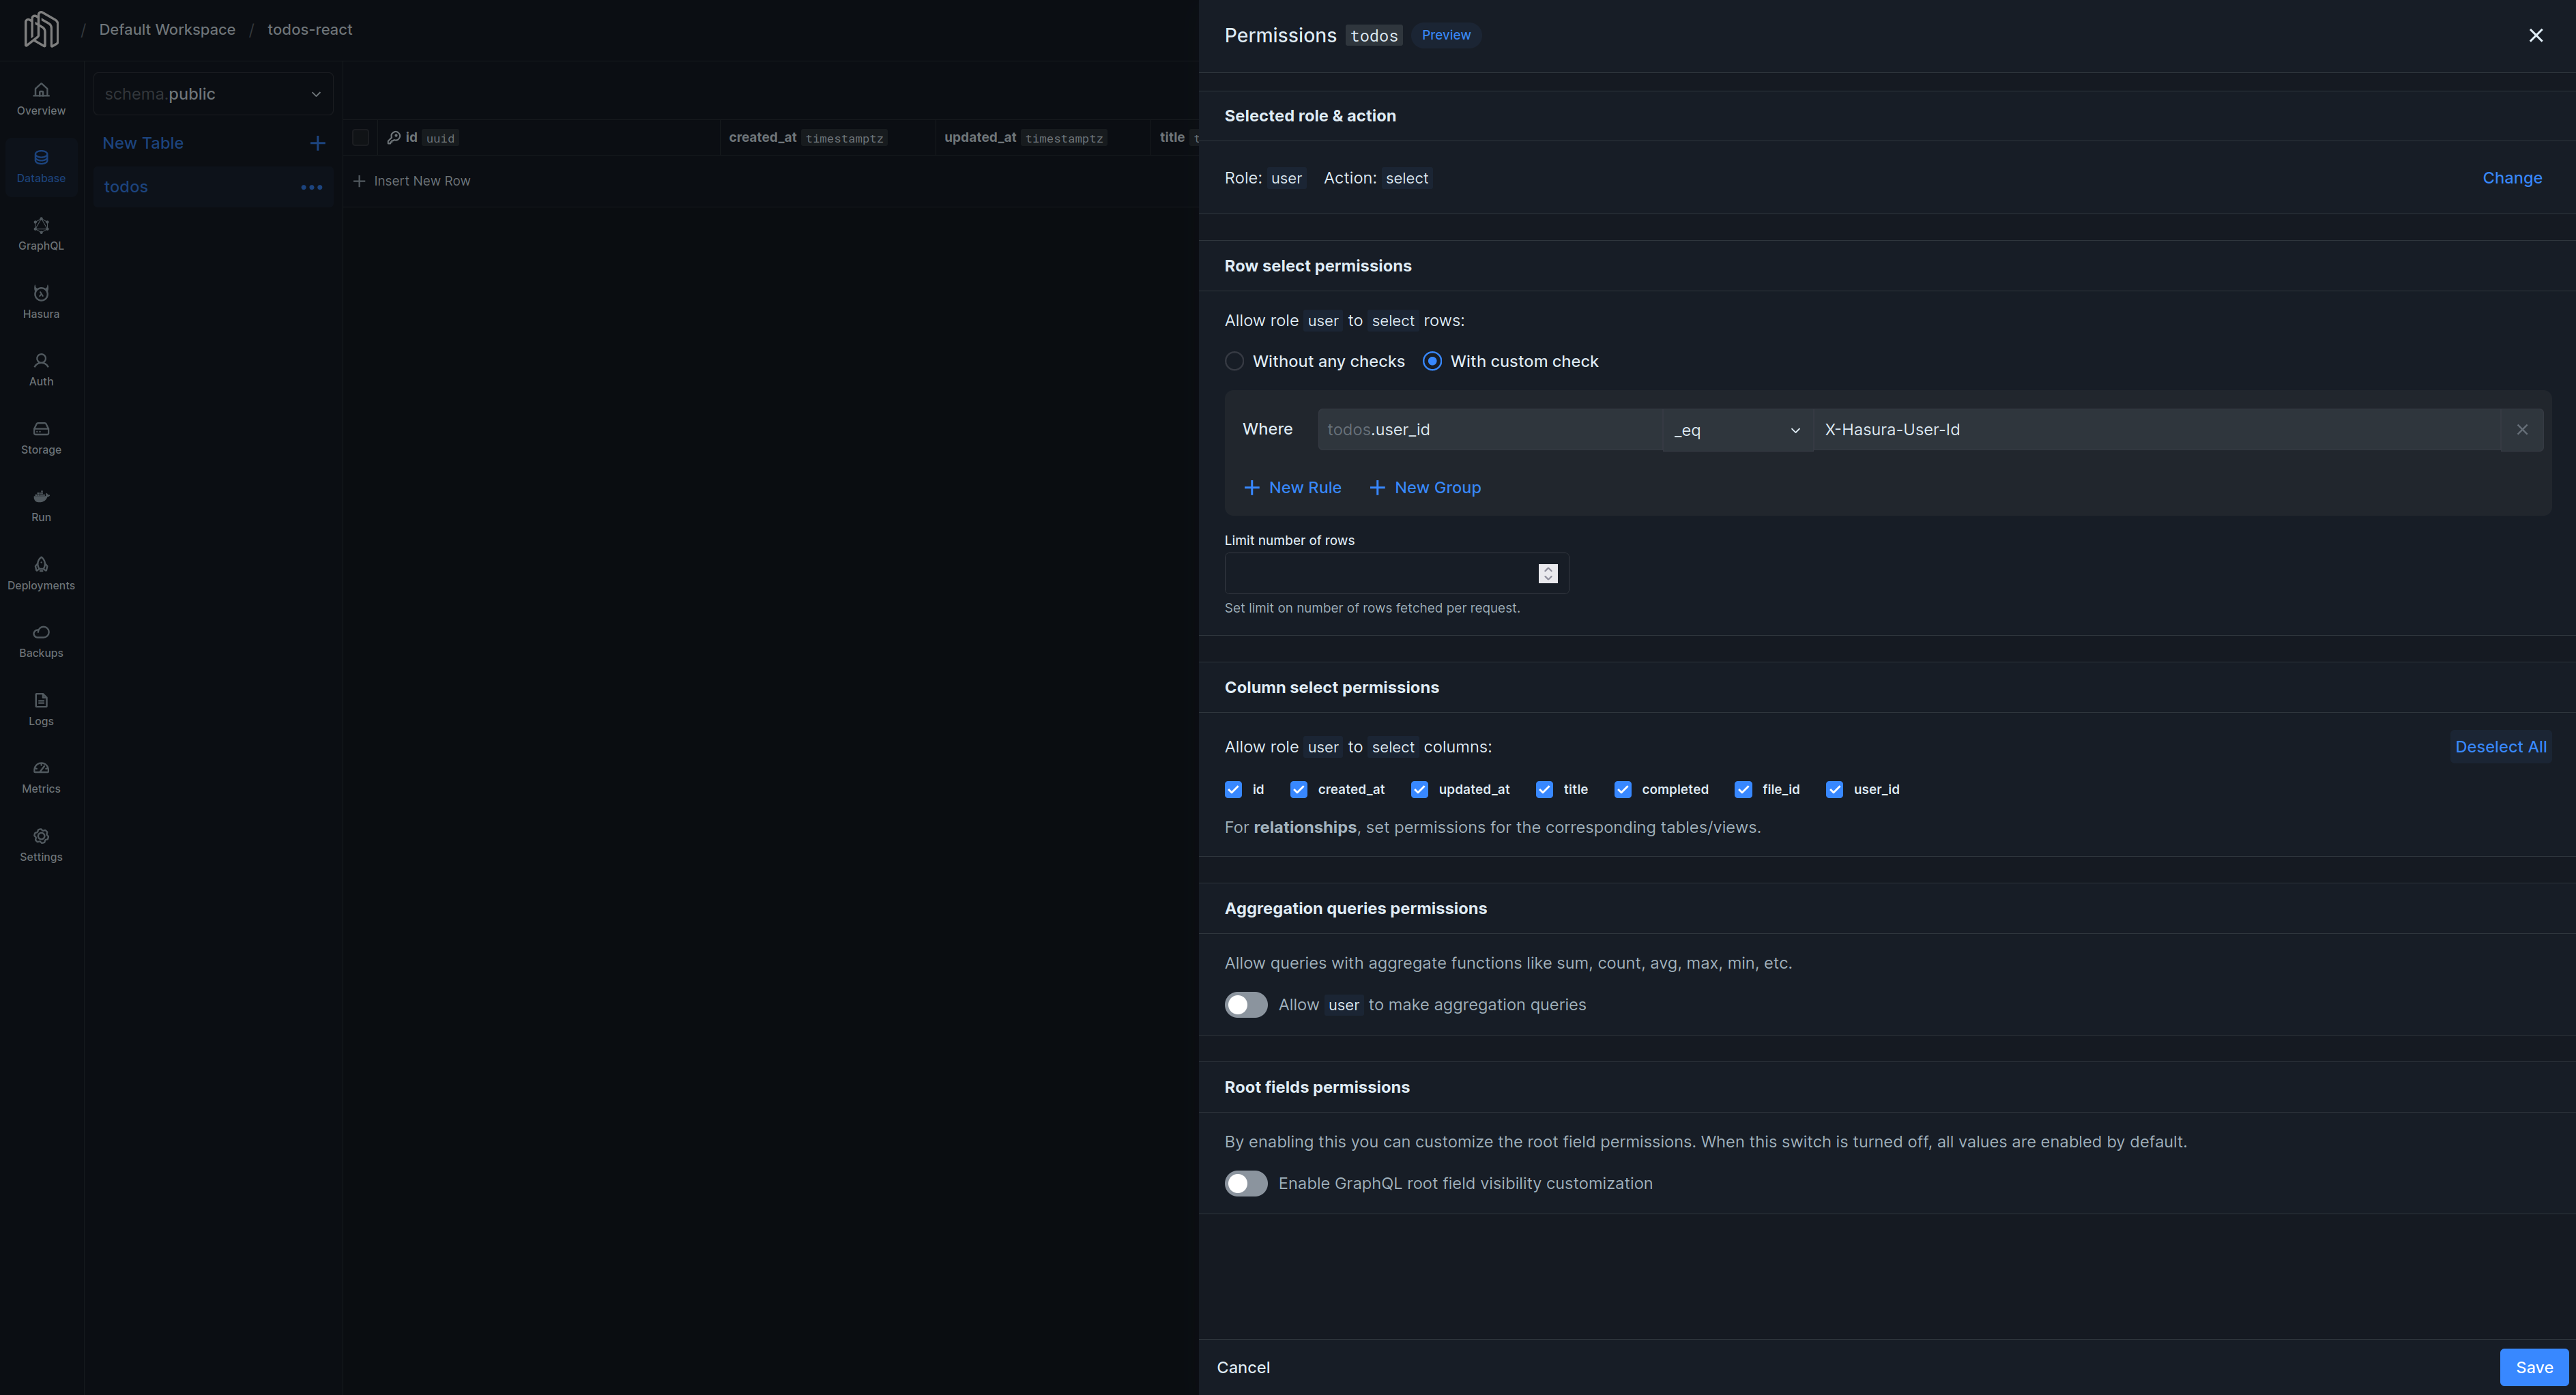 / Default Workspace / todos-react
Overview
Database
GraphQL
Hasura
Auth
Storage
Run
Deployments
Backups
Logs
Metrics
Settings
schema.public
New Table
todos
id uuid created_at timestamptz updated_at timestamptz title t
Insert New Row
Permissions todos Preview
Selected role & action
Role: user Action: select Change
Row select permissions
Allow role user to select rows:
Without any checks With custom check
Where todos.user_id _eq X-Hasura-User-Id
New Rule New Group
Limit number of rows
Set limit on number of rows fetched per request.
Column select permissions
Allow role user to select columns: Deselect All
id created_at updated_at title completed file_id user_id
For relationships, set permissions for the corresponding tables/views.
Aggregation queries permissions
Allow queries with aggregate functions like sum, count, avg, max, min, etc.
Allow user to make aggregation queries
Root fields permissions
By enabling this you can customize the root field permissions. When this switch is turned off, all values are enabled by default.
Enable GraphQL root field visibility customization
Cancel Save